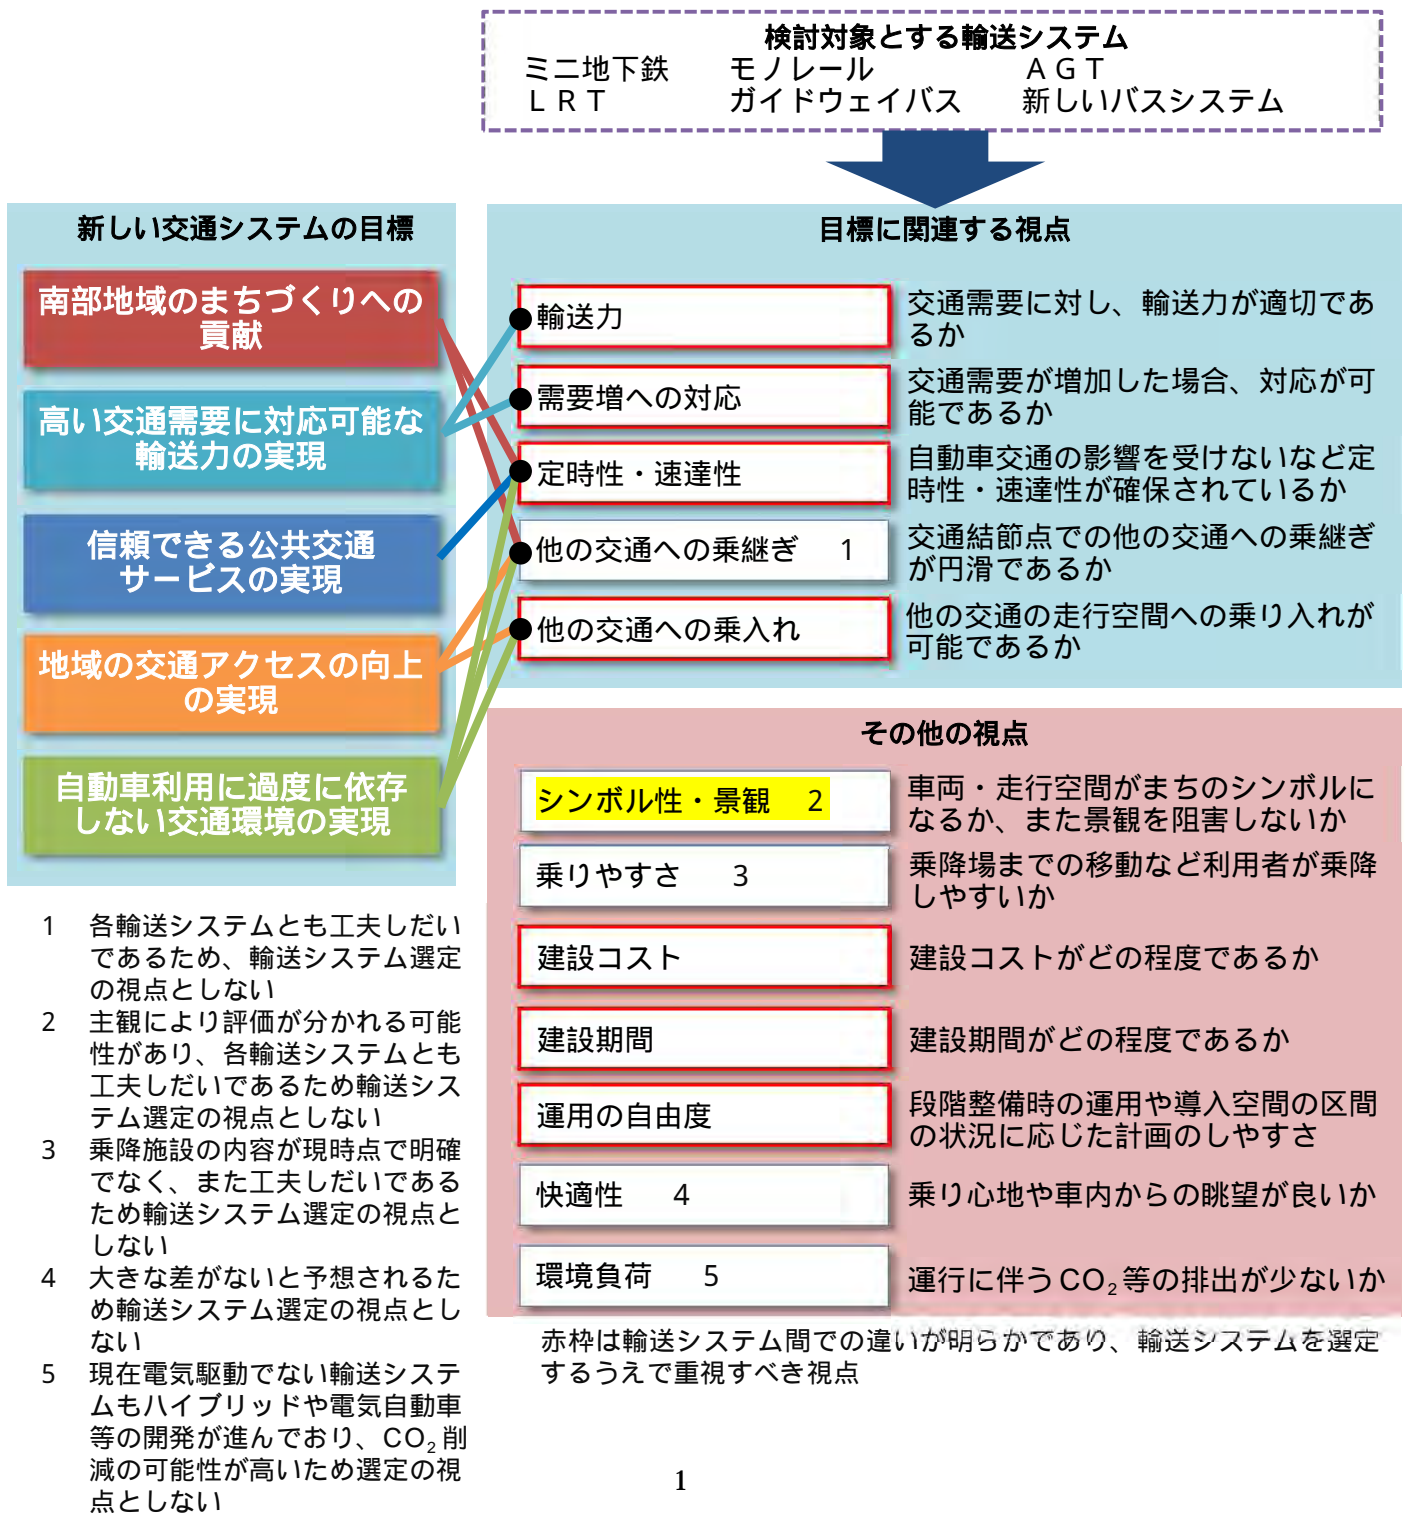 検討対象とする輸送システム
ミニ地下鉄 モノレール ＡＧＴ
ＬＲＴ ガイドウェイバス 新しいバスシステム
新しい交通システムの目標
南部地域のまちづくりへの
貢献
高い交通需要に対応可能な
輸送力の実現
信頼できる公共交通
サービスの実現
地域の交通アクセスの向上
の実現
自動車利用に過度に依存
しない交通環境の実現
目標に関連する視点
輸送力
交通需要に対し、輸送力が適切であ
るか
需要増への対応
交通需要が増加した場合、対応が可
能であるか
定時性・速達性
自動車交通の影響を受けないなど定
時性・速達性が確保されているか
他の交通への乗継ぎ 1
交通結節点での他の交通への乗継ぎ
が円滑であるか
他の交通への乗入れ
他の交通の走行空間への乗り入れが
可能であるか
その他の視点
シンボル性・景観 2
車両・走行空間がまちのシンボルに
なるか、また景観を阻害しないか
乗りやすさ 3
乗降場までの移動など利用者が乗降
しやすいか
建設コスト
建設コストがどの程度であるか
建設期間
建設期間がどの程度であるか
運用の自由度
段階整備時の運用や導入空間の区間
の状況に応じた計画のしやすさ
快適性 4
乗り心地や車内からの眺望が良いか
環境負荷 5
運行に伴うCO₂等の排出が少ないか
赤枠は輸送システム間での違いが明らかであり、輸送システムを選定
するうえで重視すべき視点
1 各輸送システムとも工夫しだい
であるため、輸送システム選定
の視点としない
2 主観により評価が分かれる可能
性があり、各輸送システムとも
工夫しだいであるため輸送シス
テム選定の視点としない
3 乗降施設の内容が現時点で明確
でなく、また工夫しだいである
ため輸送システム選定の視点と
しない
4 大きな差がないと予想されるた
め輸送システム選定の視点とし
ない
5 現在電気駆動でない輸送システ
ムもハイブリッドや電気自動車
等の開発が進んでおり、CO₂削
減の可能性が高いため選定の視
点としない
1